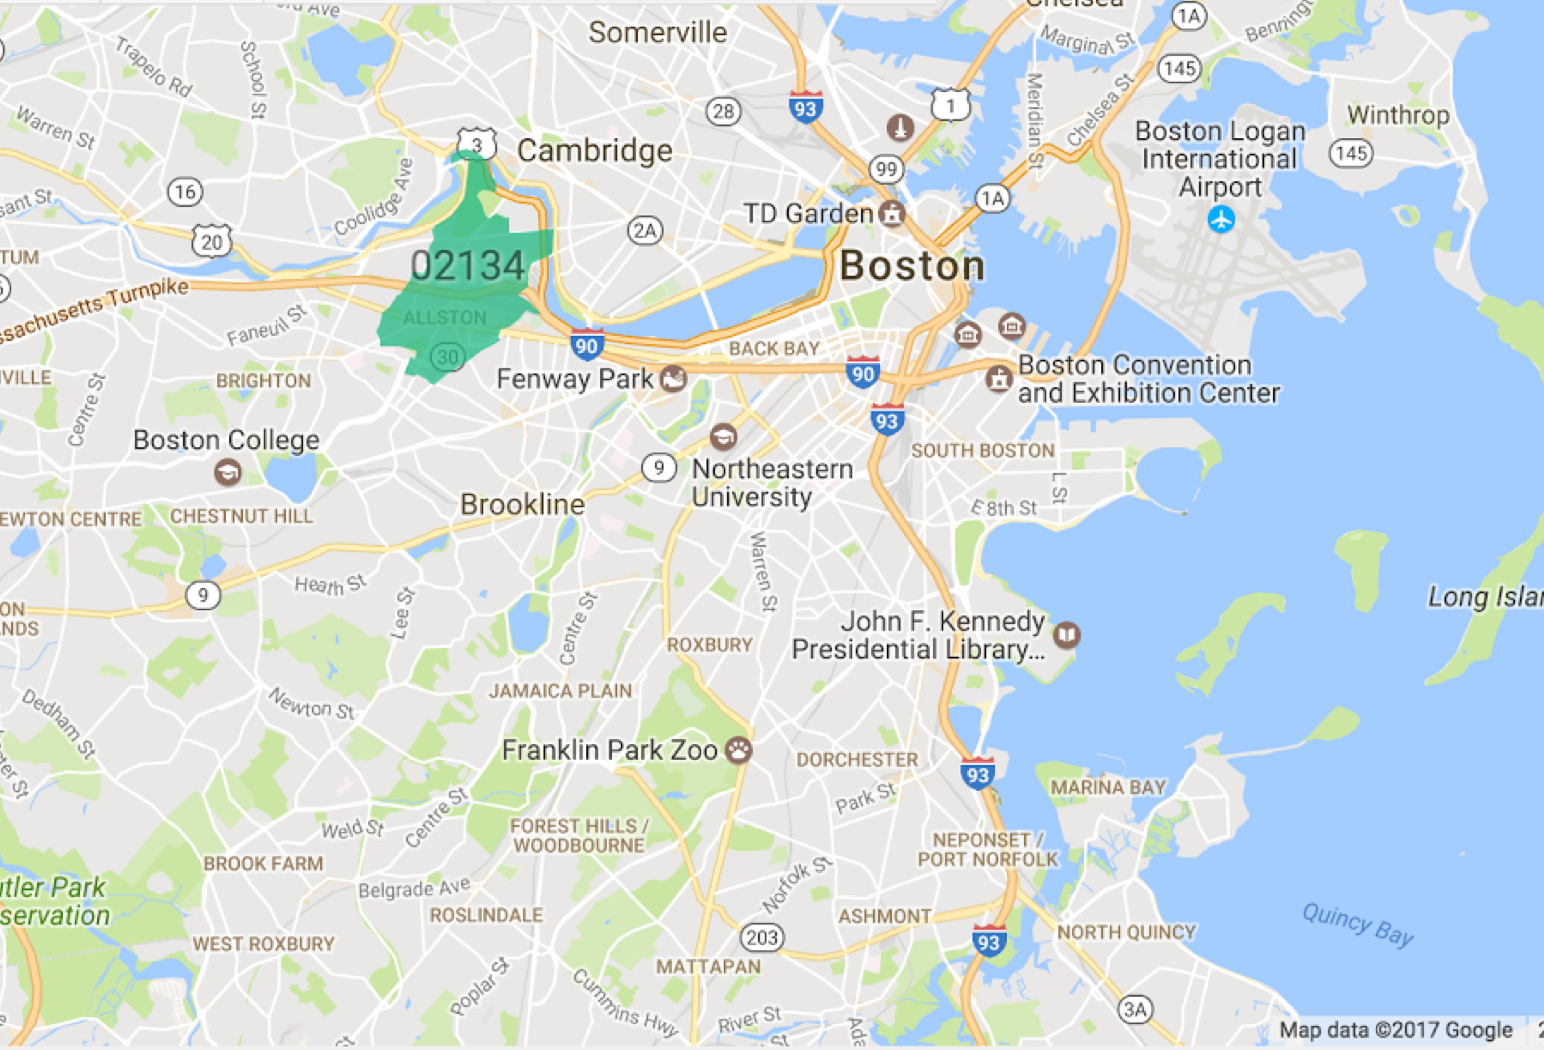 Somerville
Trapelo Rd
School St
Warren St
Marginal St
1A
145
Bennington
28
93
1
Meridian St
Chelsea St
Winthrop
Boston Logan
International
Airport
145
3
Cambridge
99
16
Coolidge Ave
1A
TD Garden
2A
20
02134
Boston
Massachusetts Turnpike
Faneuil St
ALLSTON
30
90
BACK BAY
90
Boston Convention
and Exhibition Center
Fenway Park
BRIGHTON
Centre St
93
Boston College
SOUTH BOSTON
9
Northeastern
University
L St
E 8th St
Brookline
CHESTNUT HILL
EWTON CENTRE
Warren St
Heath St
9
Lee St
Centre St
Long Islan
John F. Kennedy
Presidential Library...
ROXBURY
JAMAICA PLAIN
Newton St
Dedham St
Franklin Park Zoo
DORCHESTER
93
MARINA BAY
Park St
Centre St
Weld St
FOREST HILLS /
WOODBOURNE
NEPONSET /
PORT NORFOLK
BROOK FARM
Belgrade Ave
Norfolk St
utler Park
servation
ROSLINDALE
ASHMONT
Quincy Bay
WEST ROXBURY
203
93
NORTH QUINCY
MATTAPAN
Poplar St
Cummins Hwy
River St
3A
Map data ©2017 Google